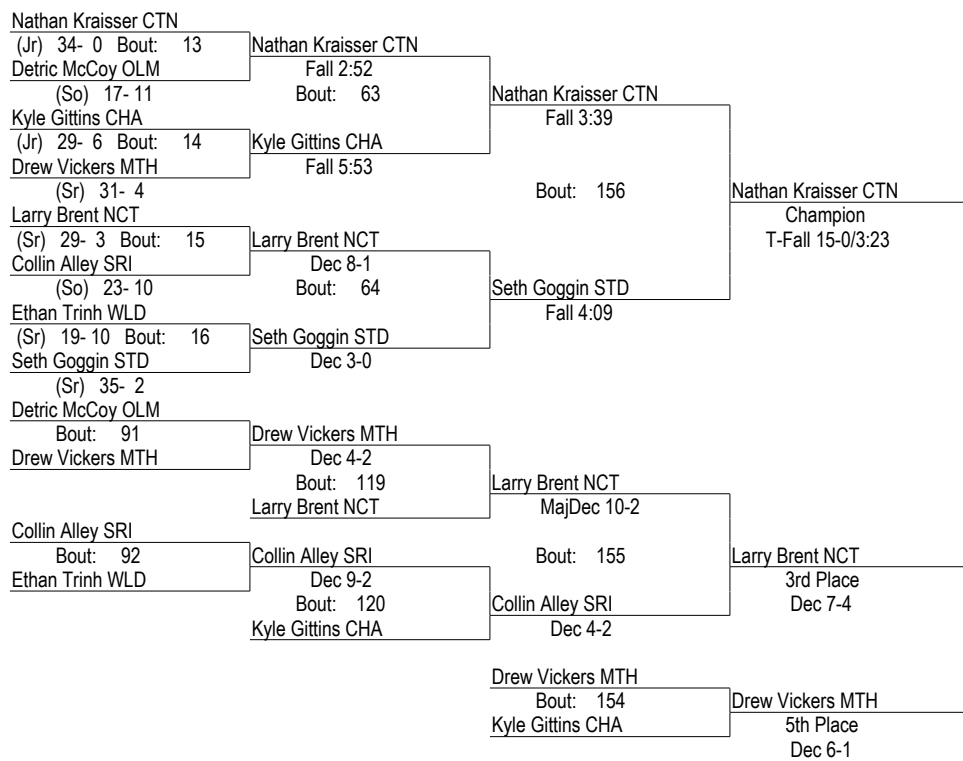 Nathan Kraisser CTN
(Jr) 34- 0 Bout: 13 Nathan Kraisser CTN
Detric McCoy OLM Fall 2:52
(So) 17- 11 Bout: 63 Nathan Kraisser CTN
Kyle Gittins CHA Fall 3:39
(Jr) 29- 6 Bout: 14 Kyle Gittins CHA
Drew Vickers MTH Fall 5:53
(Sr) 31- 4 Bout: 156 Nathan Kraisser CTN
Larry Brent NCT Champion
(Sr) 29- 3 Bout: 15 Larry Brent NCT T-Fall 15-0/3:23
Collin Alley SRI Dec 8-1
(So) 23- 10 Bout: 64 Seth Goggin STD
Ethan Trinh WLD Fall 4:09
(Sr) 19- 10 Bout: 16 Seth Goggin STD
Seth Goggin STD Dec 3-0
(Sr) 35- 2
Detric McCoy OLM
Bout: 91 Drew Vickers MTH
Drew Vickers MTH Dec 4-2
Bout: 119 Larry Brent NCT
Larry Brent NCT MajDec 10-2
Collin Alley SRI
Bout: 92 Collin Alley SRI Bout: 155 Larry Brent NCT
Ethan Trinh WLD Dec 9-2 3rd Place
Bout: 120 Collin Alley SRI Dec 7-4
Kyle Gittins CHA Dec 4-2
Drew Vickers MTH
Bout: 154 Drew Vickers MTH
Kyle Gittins CHA 5th Place
Dec 6-1